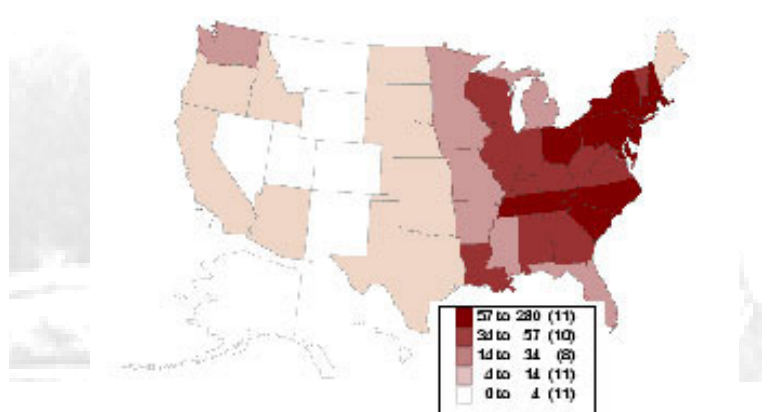 57 to 280 (11)
34 to 57 (10)
14 to 34 (8)
4 to 14 (11)
0 to 4 (11)